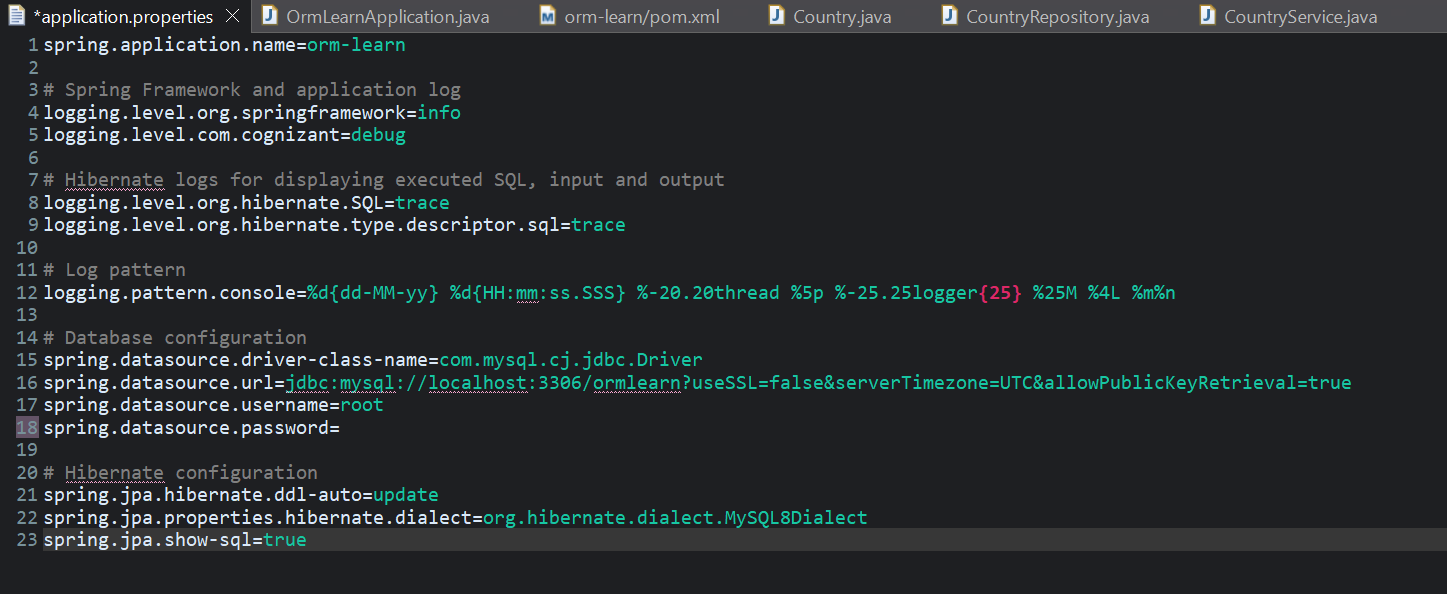 *application.properties OrmLearnApplication.java orm-learn/pom.xml Country.java CountryRepository.java CountryService.java
1 spring.application.name=orm-learn
2
3 # Spring Framework and application log
4 logging.level.org.springframework=info
5 logging.level.com.cognizant=debug
6
7 # Hibernate logs for displaying executed SQL, input and output
8 logging.level.org.hibernate.SQL=trace
9 logging.level.org.hibernate.type.descriptor.sql=trace
10
11 # Log pattern
12 logging.pattern.console=%d{dd-MM-yy} %d{HH:mm:ss.SSS} %-20.20thread %5p %-25.25logger{25} %25M %4L %m%n
13
14 # Database configuration
15 spring.datasource.driver-class-name=com.mysql.cj.jdbc.Driver
16 spring.datasource.url=jdbc:mysql://localhost:3306/ormlearn?useSSL=false&serverTimezone=UTC&allowPublicKeyRetrieval=true
17 spring.datasource.username=root
18 spring.datasource.password=
19
20 # Hibernate configuration
21 spring.jpa.hibernate.ddl-auto=update
22 spring.jpa.properties.hibernate.dialect=org.hibernate.dialect.MySQL8Dialect
23 spring.jpa.show-sql=true